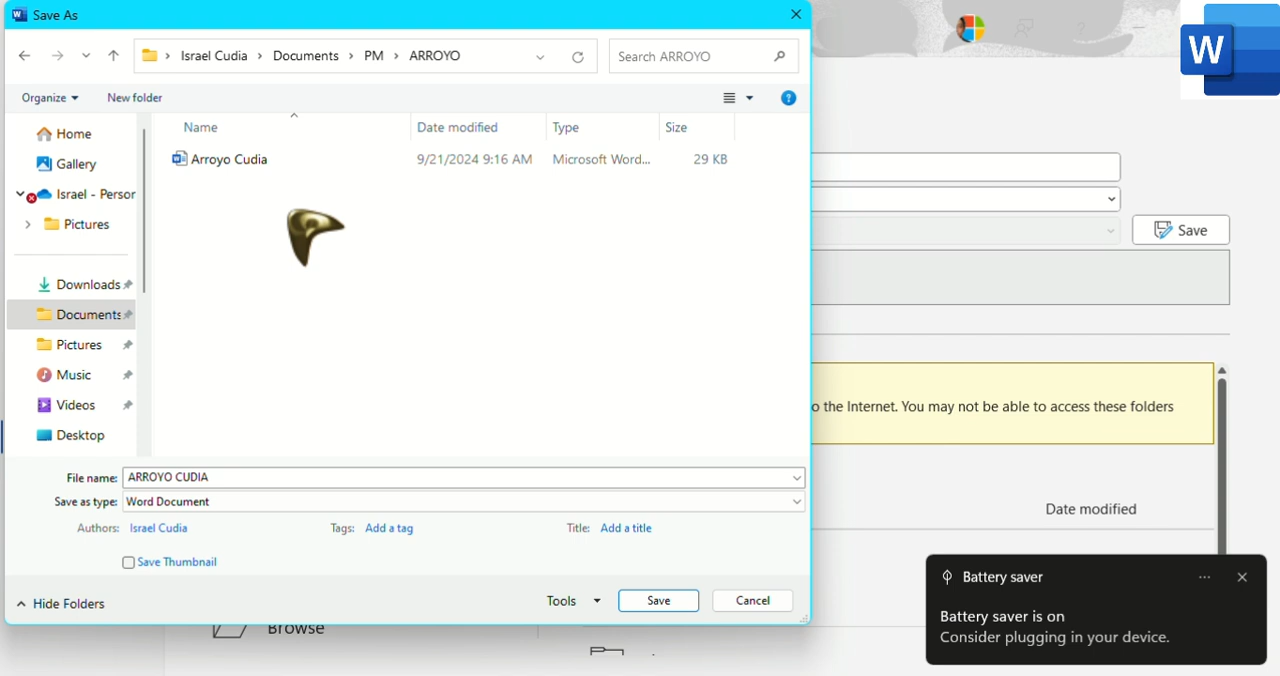 Save As
Israel Cudia > Documents > PM > ARROYO
Search ARROYO
Organize
New folder
Name
Date modified
Type
Size
Arroyo Cudia
9/21/2024 9:16 AM
Microsoft Word...
29 KB
Home
Gallery
Israel - Person
Pictures
Downloads
Documents
Pictures
Music
Videos
Desktop
File name: ARROYO CUDIA
Save as type: Word Document
Authors: Israel Cudia
Tags: Add a tag
Title: Add a title
Save Thumbnail
Hide Folders
Tools
Save
Cancel
Browse
W
Save
o the Internet. You may not be able to access these folders
Date modified
Battery saver
Battery saver is on
Consider plugging in your device.